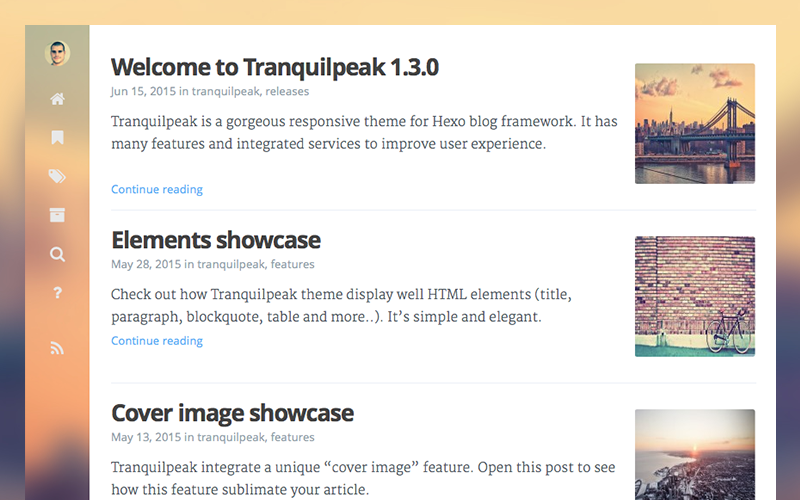 Welcome to Tranquilpeak 1.3.0
Jun 15, 2015 in tranquilpeak, releases
Tranquilpeak is a gorgeous responsive theme for Hexo blog framework. It has
many features and integrated services to improve user experience.
Continue reading
Elements showcase
May 28, 2015 in tranquilpeak, features
Check out how Tranquilpeak theme display well HTML elements (title,
paragraph, blockquote, table and more..). It’s simple and elegant.
Continue reading
Cover image showcase
May 13, 2015 in tranquilpeak, features
Tranquilpeak integrate a unique “cover image” feature. Open this post to see
how this feature sublimate your article.